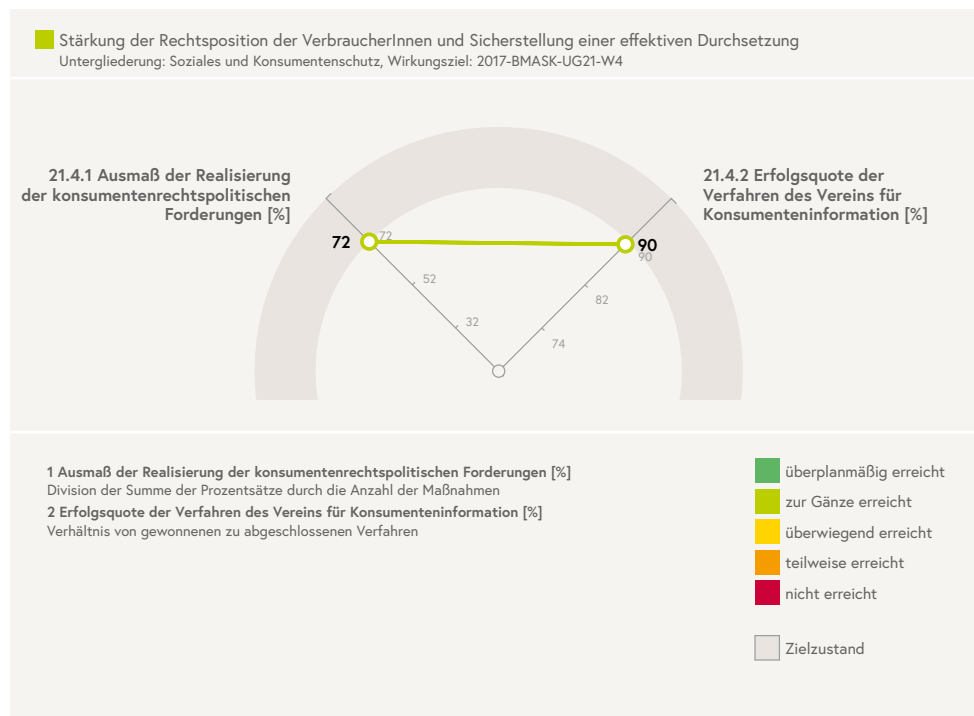 Stärkung der Rechtsposition der VerbraucherInnen und Sicherstellung einer effektiven Durchsetzung
Untergliederung: Soziales und Konsumentenschutz, Wirkungsziel: 2017-BMASK-UG21-W4
21.4.1 Ausmaß der Realisierung
der konsumentenrechtspolitischen
Forderungen [%]
21.4.2 Erfolgsquote der
Verfahren des Vereins für
Konsumenteninformation [%]
72
72
90
90
52
82
32
74
1 Ausmaß der Realisierung der konsumentenrechtspolitischen Forderungen [%]
Division der Summe der Prozentsätze durch die Anzahl der Maßnahmen
2 Erfolgsquote der Verfahren des Vereins für Konsumenteninformation [%]
Verhältnis von gewonnenen zu abgeschlossenen Verfahren
überplanmäßig erreicht
zur Gänze erreicht
überwiegend erreicht
teilweise erreicht
nicht erreicht
Zielzustand